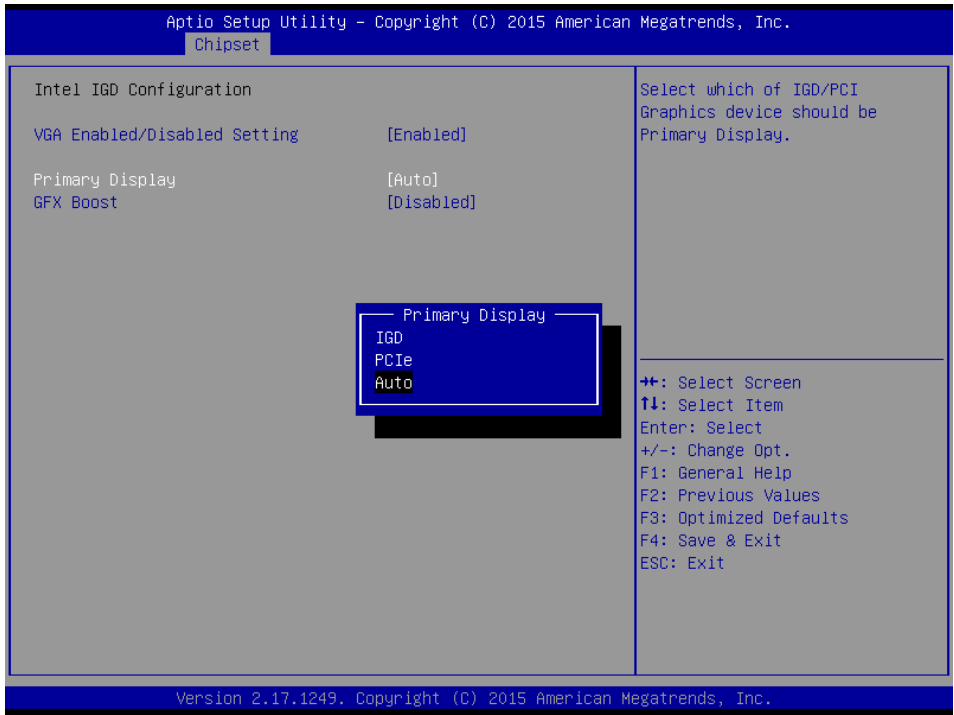 Aptio Setup Utility – Copyright (C) 2015 American Megatrends, Inc.
Chipset
Intel IGD Configuration
VGA Enabled/Disabled Setting [Enabled]
Primary Display [Auto]
GFX Boost [Disabled]
Primary Display
IGD
PCIe
Auto
Select which of IGD/PCI
Graphics device should be
Primary Display.
→←: Select Screen
↑↓: Select Item
Enter: Select
+/-: Change Opt.
F1: General Help
F2: Previous Values
F3: Optimized Defaults
F4: Save & Exit
ESC: Exit
Version 2.17.1249. Copyright (C) 2015 American Megatrends, Inc.